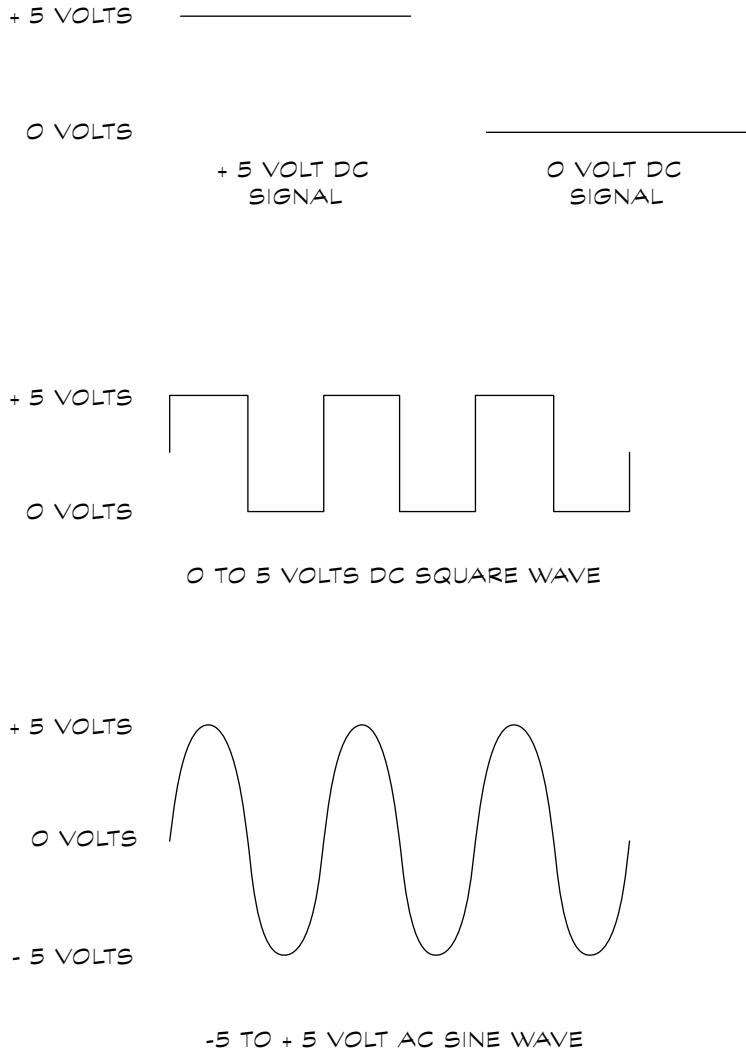 + 5 VOLTS
0 VOLTS
+ 5 VOLT DC
SIGNAL
0 VOLT DC
SIGNAL
+ 5 VOLTS
0 VOLTS
0 TO 5 VOLTS DC SQUARE WAVE
+ 5 VOLTS
0 VOLTS
- 5 VOLTS
-5 TO + 5 VOLT AC SINE WAVE